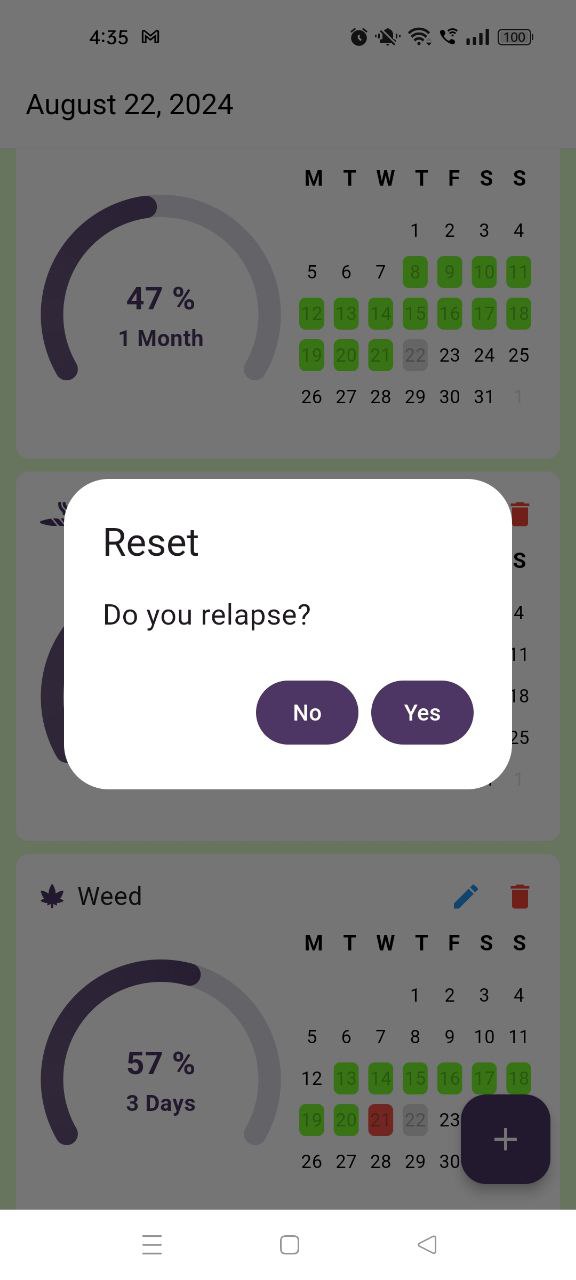 4:35
100
August 22, 2024
M T W T F S S
1 2 3 4
5 6 7 8 9 10 11
12 13 14 15 16 17 18
19 20 21 22 23 24 25
26 27 28 29 30 31 1
47 %
1 Month
S
4
11
18
25
1
Reset
Do you relapse?
No Yes
Weed
M T W T F S S
1 2 3 4
5 6 7 8 9 10 11
12 13 14 15 16 17 18
19 20 21 22 23
26 27 28 29 30
57 %
3 Days
+